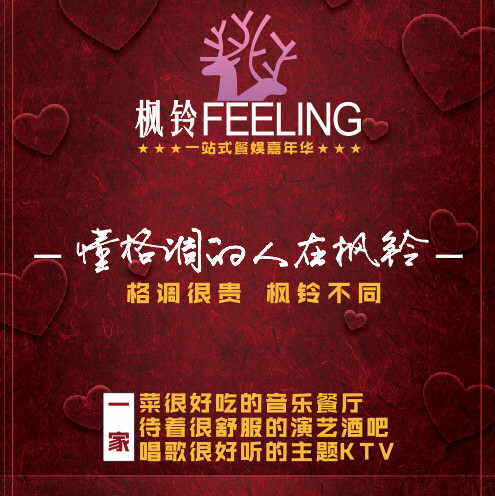 枫铃FEELING
★★★一站式餐娱嘉年华★★★
懂格调的人在枫铃
格调很贵 枫铃不同
一家
菜很好吃的音乐餐厅
待着很舒服的演艺酒吧
唱歌很好听的主题KTV